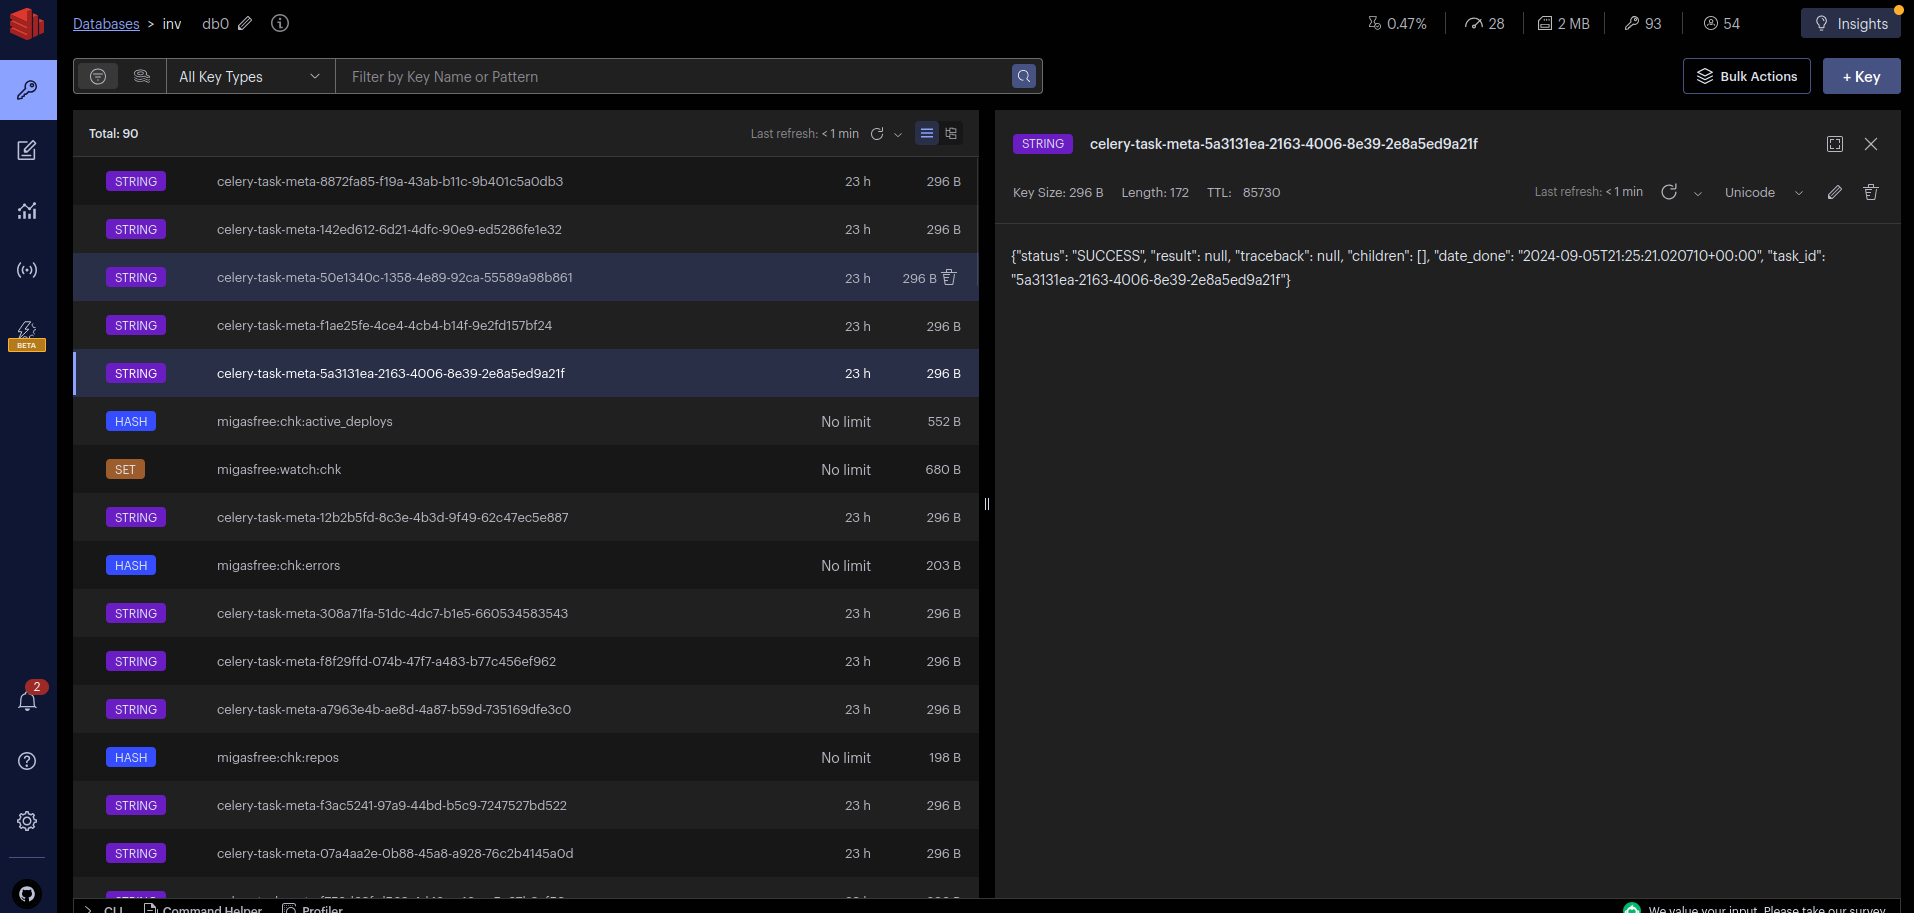 Databases > inv db0
0.47% 28 2 MB 93 54 Insights
All Key Types Filter by Key Name or Pattern
Bulk Actions + Key
Total: 90 Last refresh: < 1 min
STRING celery-task-meta-8872fa85-f19a-43ab-b11c-9b401c5a0db3 23 h 296 B
STRING celery-task-meta-142ed612-6d21-4dfc-90e9-ed5286fe1e32 23 h 296 B
STRING celery-task-meta-50e1340c-1358-4e89-92ca-55589a98b861 23 h 296 B
STRING celery-task-meta-f1ae25fe-4ce4-4cb4-b14f-9e2fd157bf24 23 h 296 B
STRING celery-task-meta-5a3131ea-2163-4006-8e39-2e8a5ed9a21f 23 h 296 B
HASH migasfree:chk:active_deploys No limit 552 B
SET migasfree:watch:chk No limit 680 B
STRING celery-task-meta-12b2b5fd-8c3e-4b3d-9f49-62c47ec5e887 23 h 296 B
HASH migasfree:chk:errors No limit 203 B
STRING celery-task-meta-308a71fa-51dc-4dc7-b1e5-660534583543 23 h 296 B
STRING celery-task-meta-f8f29ffd-074b-47f7-a483-b77c456ef962 23 h 296 B
STRING celery-task-meta-a7963e4b-ae8d-4a87-b59d-735169dfe3c0 23 h 296 B
HASH migasfree:chk:repos No limit 198 B
STRING celery-task-meta-f3ac5241-97a9-44bd-b5c9-7247527bd522 23 h 296 B
STRING celery-task-meta-07a4aa2e-0b88-45a8-a928-76c2b4145a0d 23 h 296 B
STRING
STRING celery-task-meta-5a3131ea-2163-4006-8e39-2e8a5ed9a21f
Key Size: 296 B Length: 172 TTL: 85730 Last refresh: < 1 min Unicode
{"status": "SUCCESS", "result": null, "traceback": null, "children": [], "date_done": "2024-09-05T21:25:21.020710+00:00", "task_id":
"5a3131ea-2163-4006-8e39-2e8a5ed9a21f"}
BETA
2
CLI Command Helper Profiler
We value your input. Please take our survey.